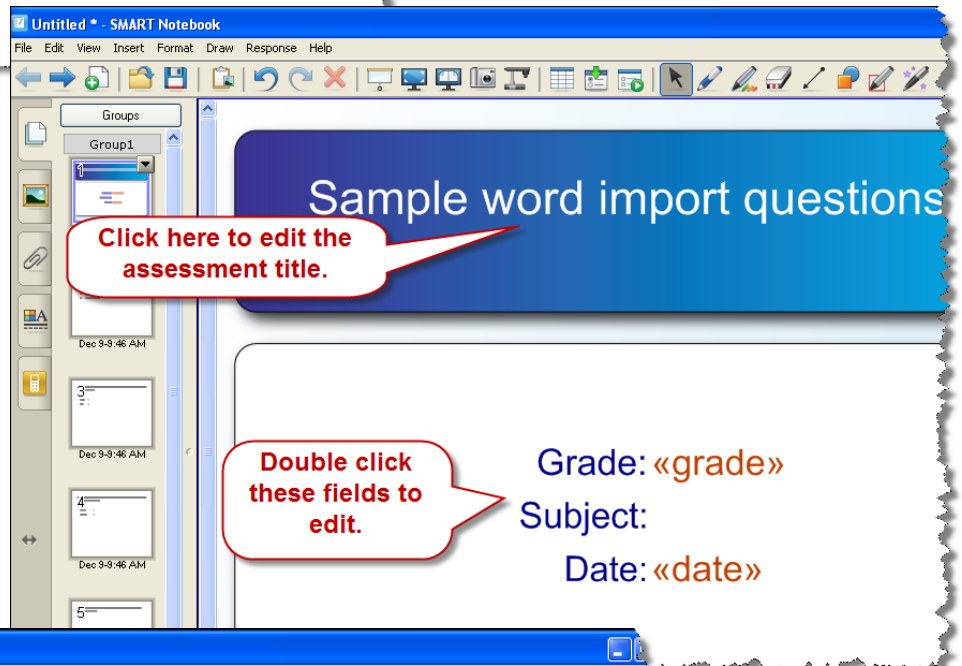 Untitled * - SMART Notebook
File Edit View Insert Format Draw Response Help
Groups
Group1
1
Sample word import questions
Click here to edit the
assessment title.
Dec 9-9:46 AM
3
Dec 9-9:46 AM
Double click
these fields to
edit.
Grade: «grade»
Subject:
Date: «date»
4
Dec 9-9:46 AM
5